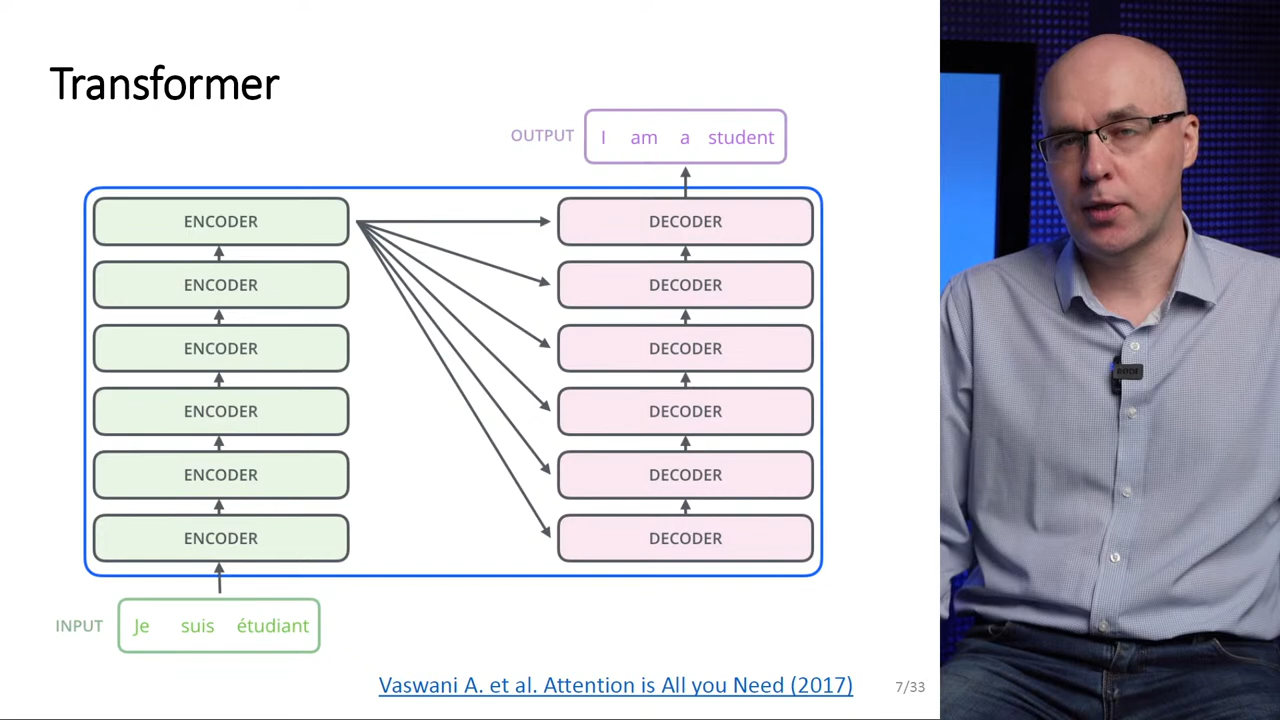 Transformer
OUTPUT
I am a student
ENCODER
DECODER
ENCODER
DECODER
ENCODER
DECODER
ENCODER
DECODER
ENCODER
DECODER
ENCODER
DECODER
INPUT
Je suis étudiant
Vaswani A. et al. Attention is All you Need (2017)
7/33
RODE